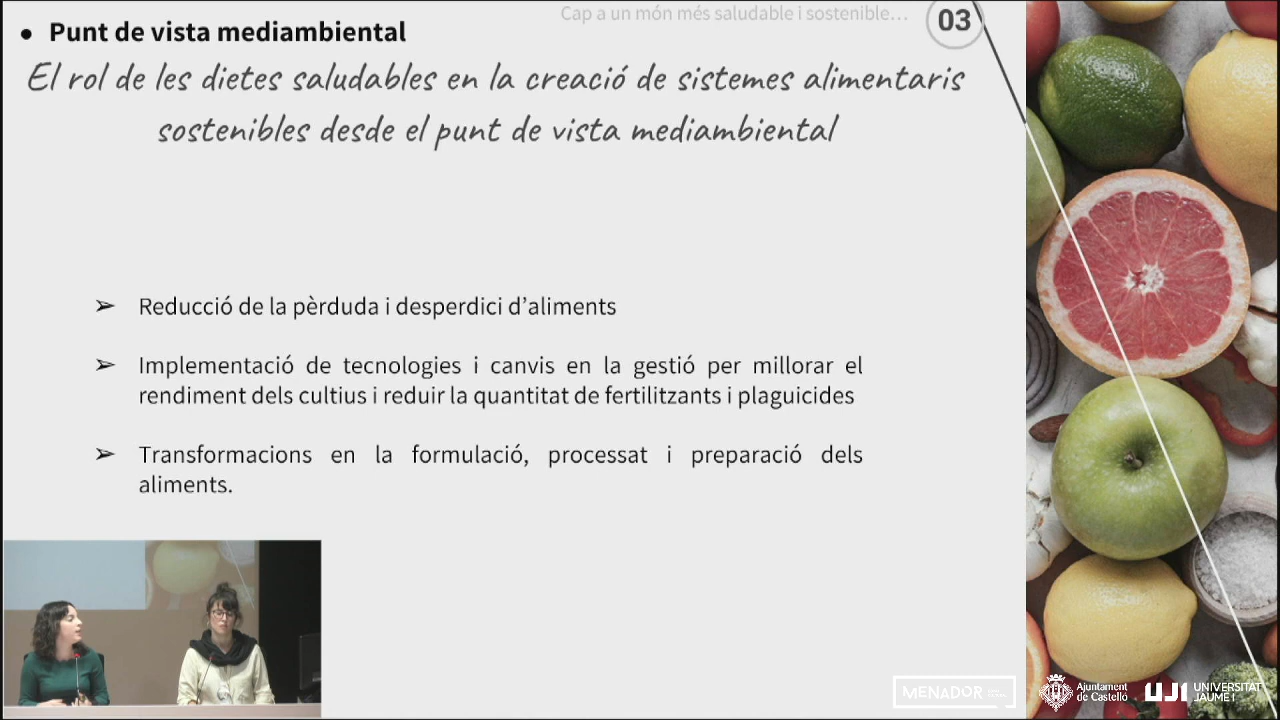 Cap a un món més saludable i sostenible...
03
● Punt de vista mediambiental
El rol de les dietes saludables en la creació de sistemes alimentaris
sostenibles desde el punt de vista mediambiental
➢ Reducció de la pèrduda i desperdici d’aliments
➢ Implementació de tecnologies i canvis en la gestió per millorar el
rendiment dels cultius i reduir la quantitat de fertilitzants i plaguicides
➢ Transformacions en la formulació, processat i preparació dels
aliments.
MENADOR
Ajuntament
de Castelló
UJI UNIVERSITAT
JAUME I